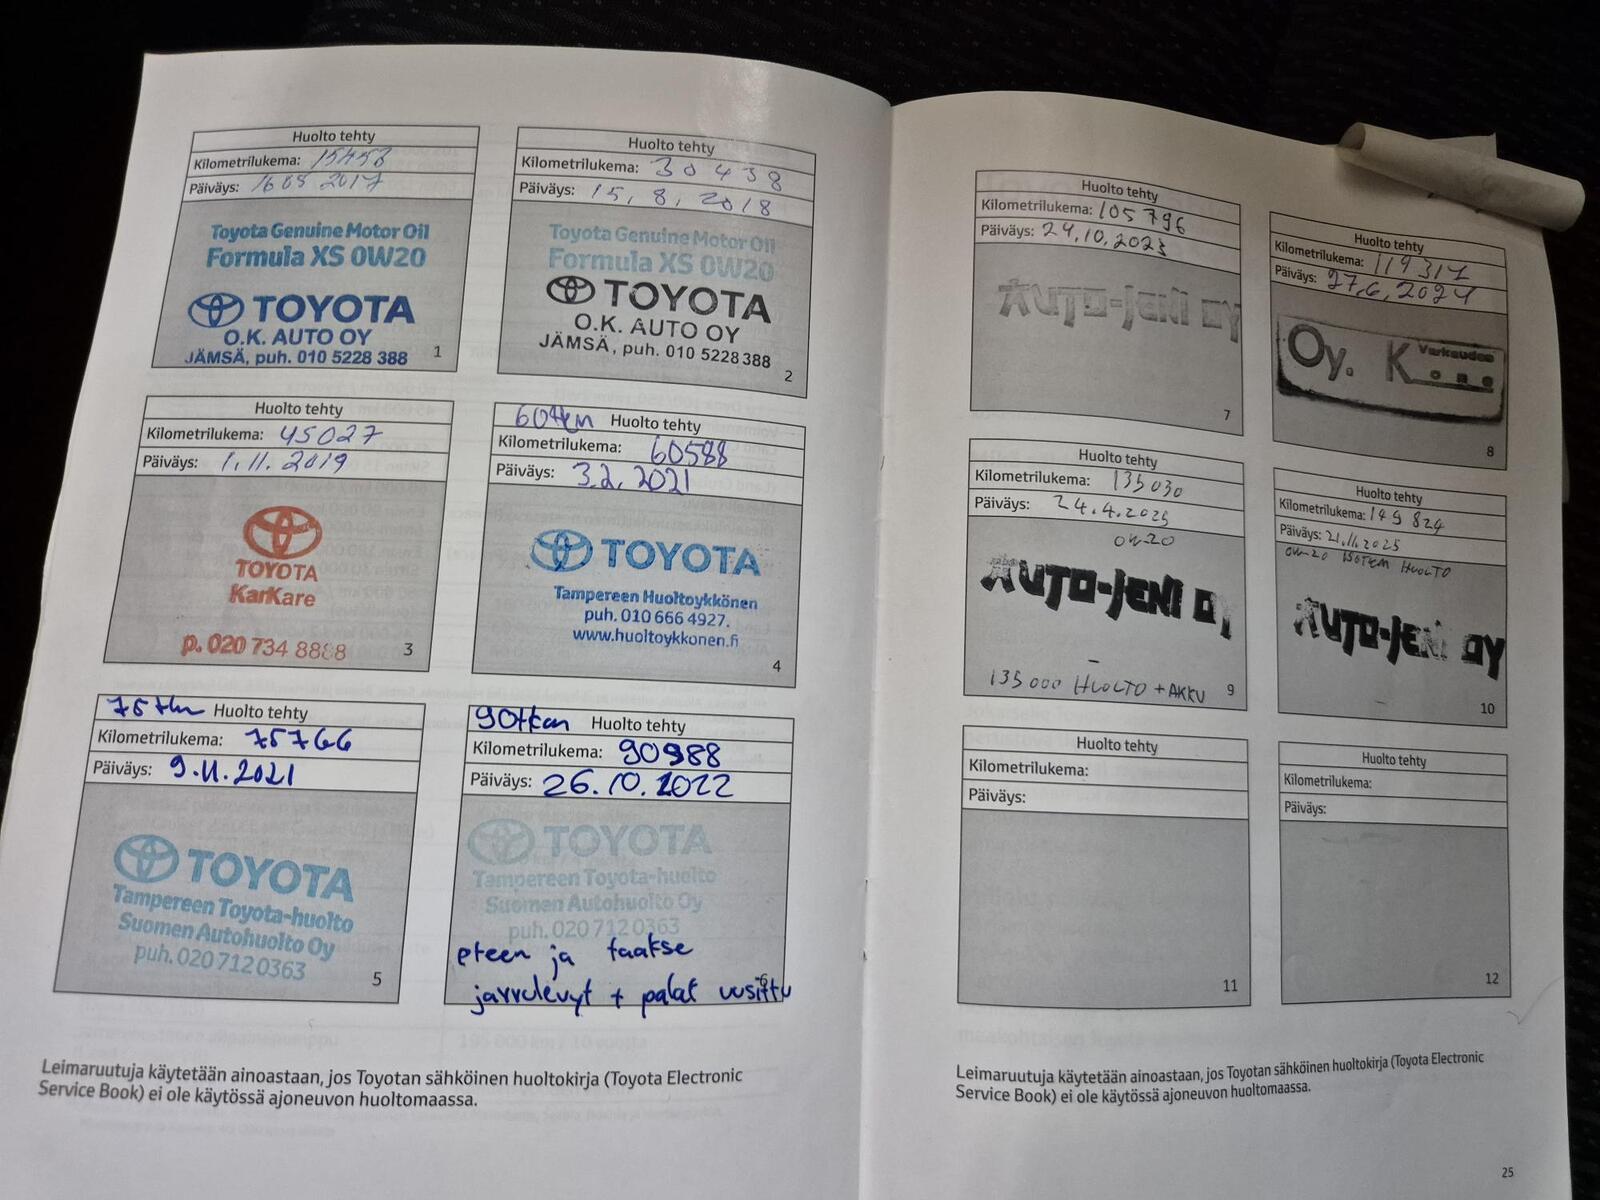 Huolto tehty
Kilometrilukema: 15453
Päiväys: 16 05 2017
Toyota Genuine Motor Oil
Formula XS 0W20
TOYOTA
O.K. AUTO OY
JÄMSÄ, puh. 010 5228 388
1
Huolto tehty
Kilometrilukema: 30438
Päiväys: 15.8.2018
Toyota Genuine Motor Oil
Formula XS 0W20
TOYOTA
O.K. AUTO OY
JÄMSÄ, puh. 010 5228 388
2
Huolto tehty
Kilometrilukema: 45027
Päiväys: 1.11.2019
TOYOTA
KarKare
p. 020 734 8888
3
60tkm Huolto tehty
Kilometrilukema: 60588
Päiväys: 3.2.2021
TOYOTA
Tampereen Huoltoykkönen
puh. 010 666 4927.
www.huoltoykkonen.fi
4
75tkm Huolto tehty
Kilometrilukema: 75766
Päiväys: 9.11.2021
TOYOTA
Tampereen Toyota-huolto
Suomen Autohuolto Oy
puh. 020 712 0363
5
90tkm Huolto tehty
Kilometrilukema: 90988
Päiväys: 26.10.2022
TOYOTA
Tampereen Toyota-huolto
Suomen Autohuolto Oy
puh. 020 712 0363
eteen ja taakse
jarrulevyt + palat uusittu
6
Leimaruutuja käytetään ainoastaan, jos Toyotan sähköinen huoltokirja (Toyota Electronic
Service Book) ei ole käytössä ajoneuvon huoltomaassa.
Huolto tehty
Kilometrilukema: 105796
Päiväys: 24.10.2023
AUTO-JENI OY
7
Huolto tehty
Kilometrilukema: 119317
Päiväys: 27.6.2024
Oy. Varkauden Kone
8
Huolto tehty
Kilometrilukema: 135030
Päiväys: 24.4.2025
0W20
AUTO-JENI OY
135000 HUOLTO + AKKU
9
Huolto tehty
Kilometrilukema: 149824
Päiväys: 21.11.2025
0W-20 150TKM HUOLTO
AUTO-JENI OY
10
Huolto tehty
Kilometrilukema:
Päiväys:
11
Huolto tehty
Kilometrilukema:
Päiväys:
12
Leimaruutuja käytetään ainoastaan, jos Toyotan sähköinen huoltokirja (Toyota Electronic
Service Book) ei ole käytössä ajoneuvon huoltomaassa.
25